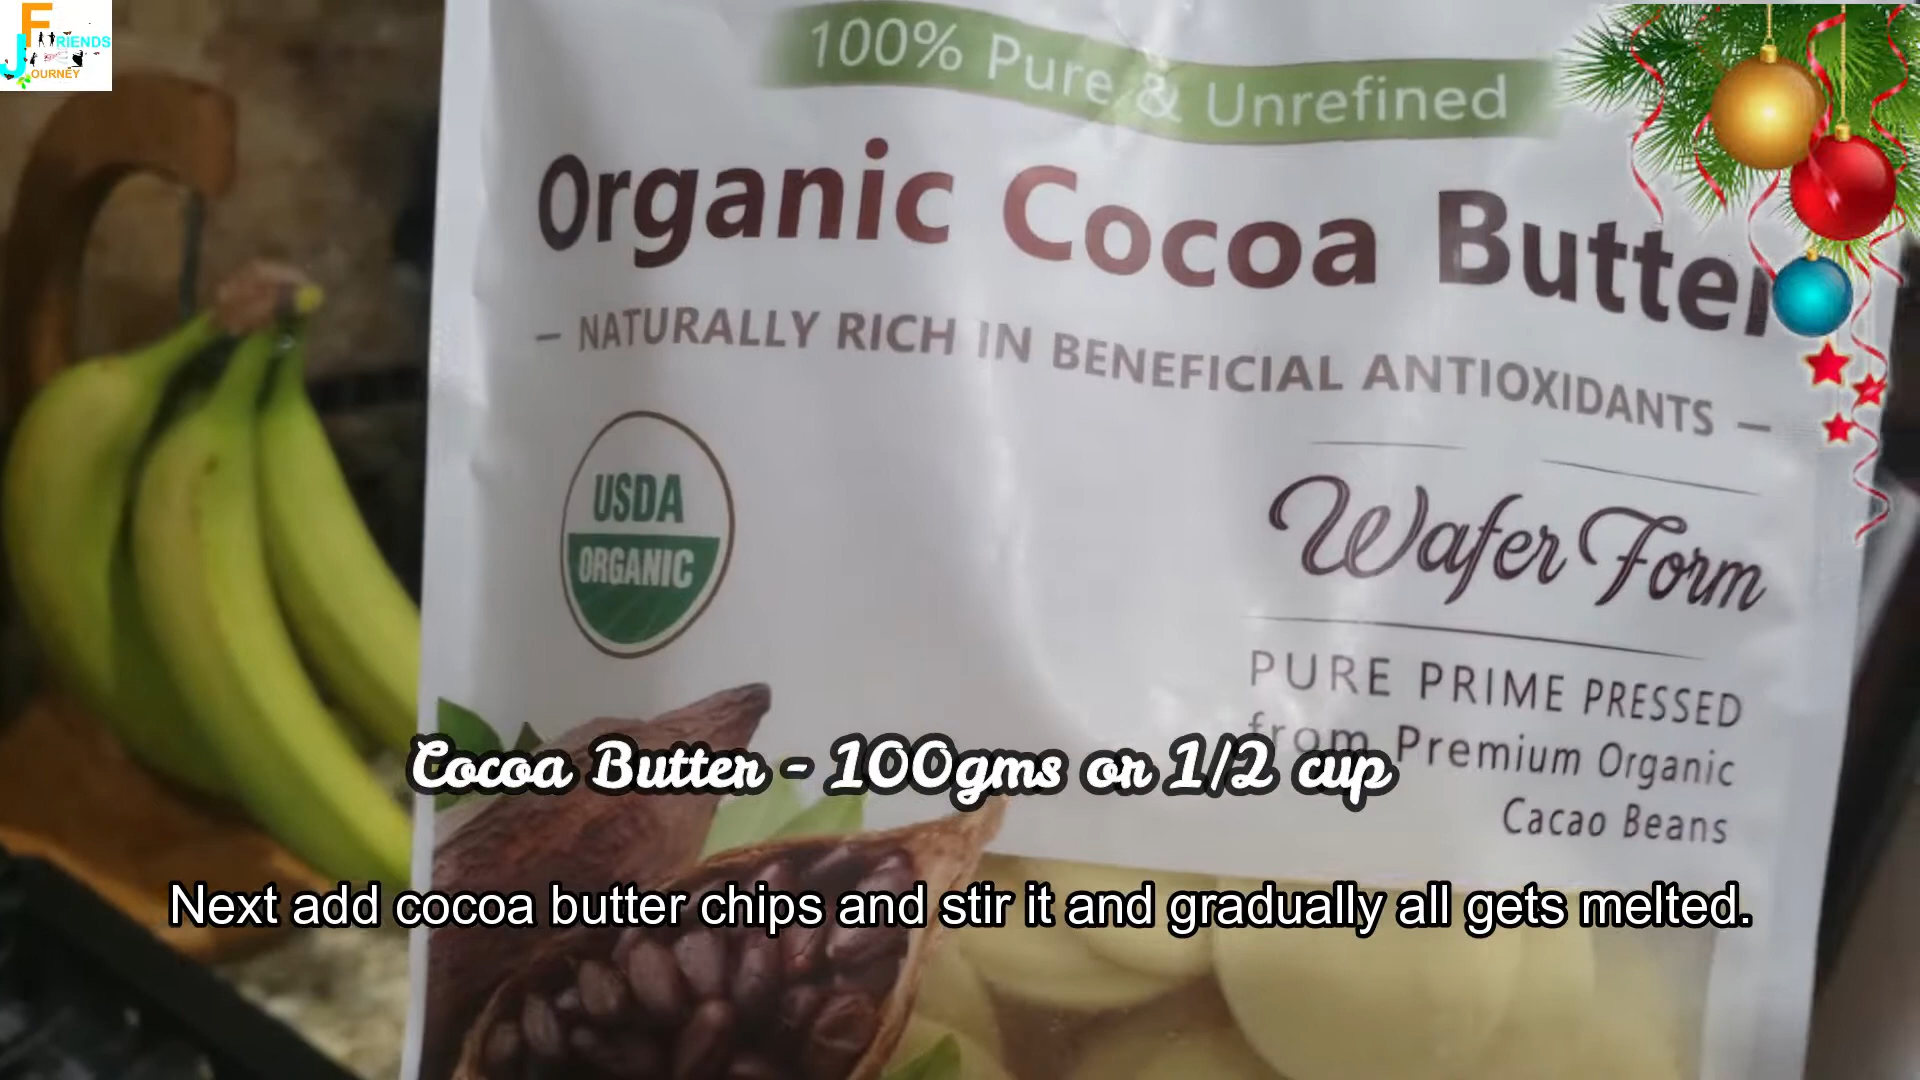 FRIENDS
JOURNEY
100% Pure & Unrefined
Organic Cocoa Butter
– NATURALLY RICH IN BENEFICIAL ANTIOXIDANTS –
USDA
ORGANIC
Wafer Form
PURE PRIME PRESSED
from Premium Organic
Cacao Beans
Cocoa Butter - 100gms or 1/2 cup
Next add cocoa butter chips and stir it and gradually all gets melted.